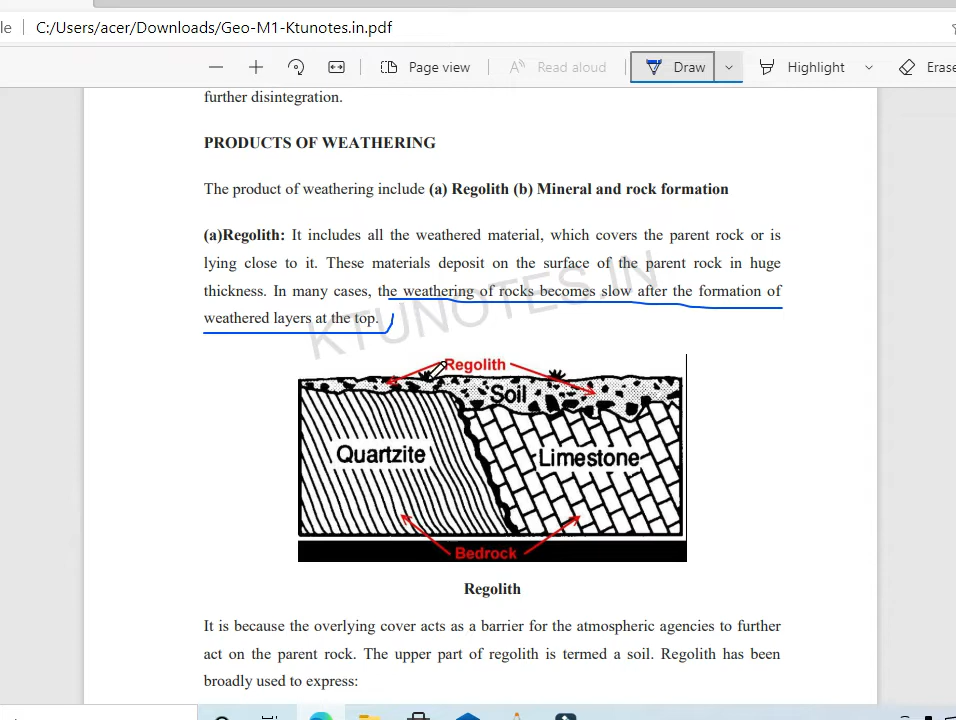 le C:/Users/acer/Downloads/Geo-M1-Ktunotes.in.pdf
Page view Read aloud Draw Highlight Erase
further disintegration.
PRODUCTS OF WEATHERING
The product of weathering include (a) Regolith (b) Mineral and rock formation
(a)Regolith: It includes all the weathered material, which covers the parent rock or is
lying close to it. These materials deposit on the surface of the parent rock in huge
thickness. In many cases, the weathering of rocks becomes slow after the formation of
weathered layers at the top.
KTUNOTES.IN
Regolith
Soil
Quartzite
Limestone
Bedrock
Regolith
It is because the overlying cover acts as a barrier for the atmospheric agencies to further
act on the parent rock. The upper part of regolith is termed a soil. Regolith has been
broadly used to express: